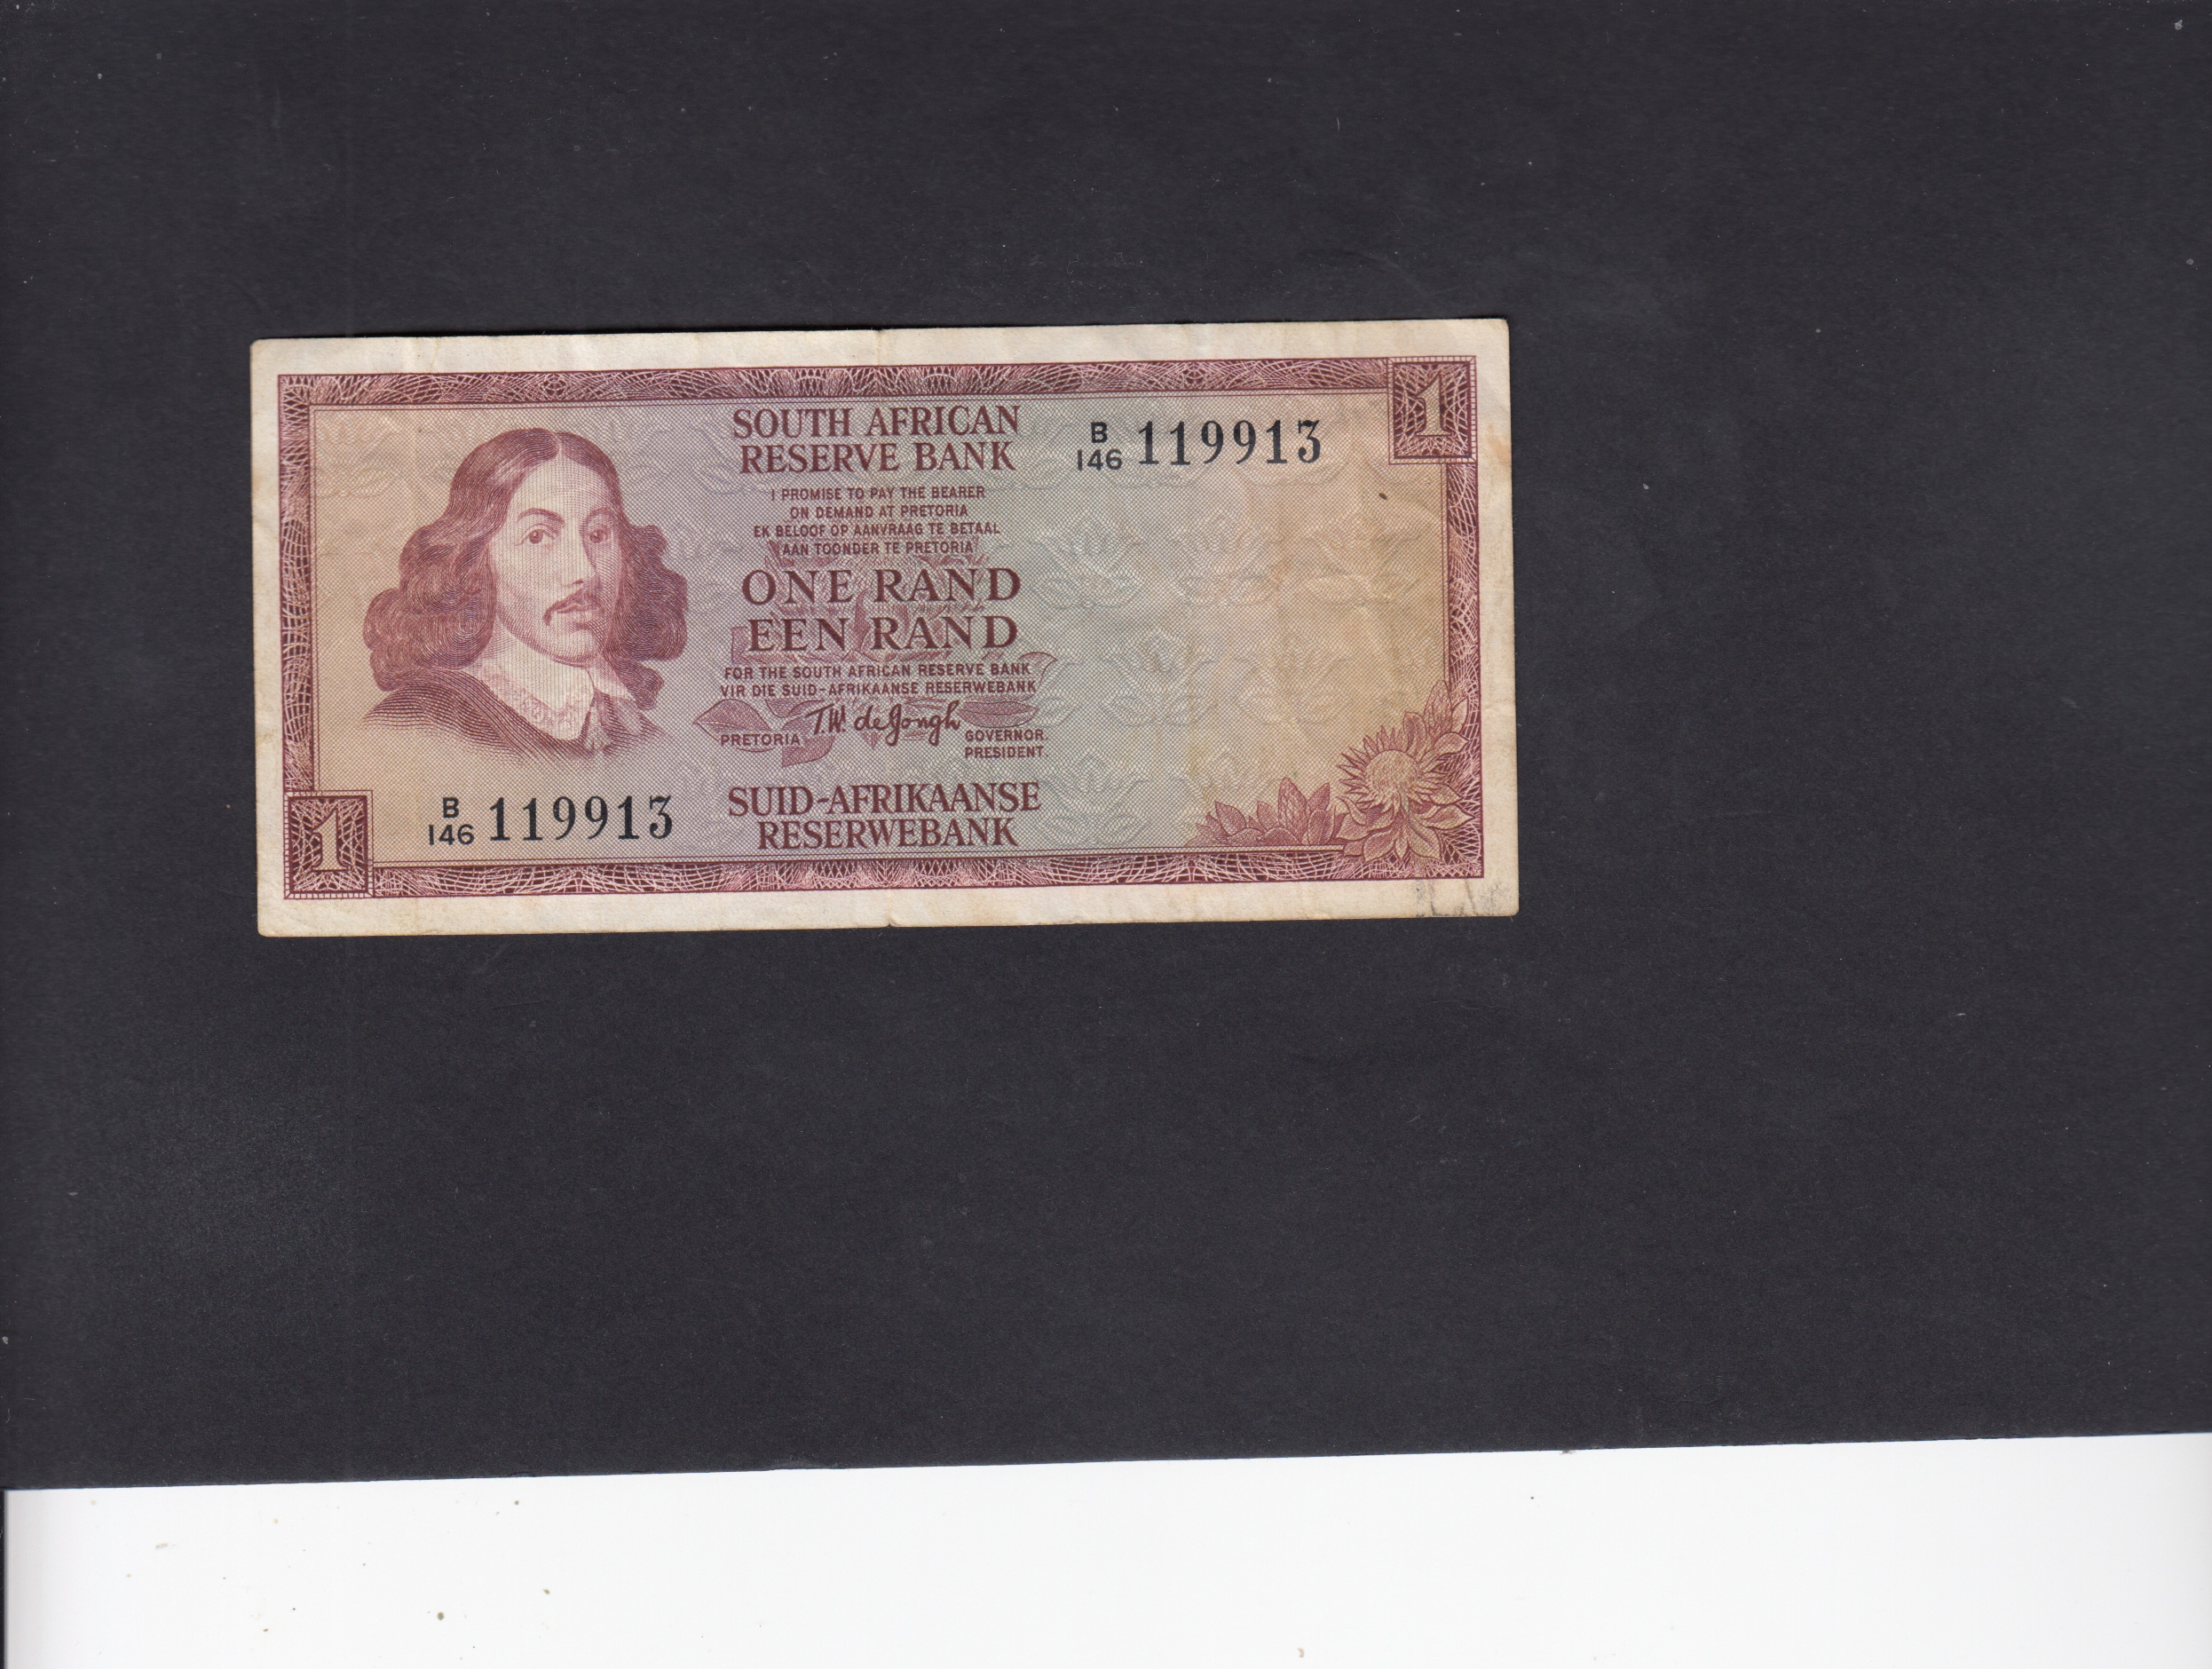 1
SOUTH AFRICAN
RESERVE BANK
B
146 119913
I PROMISE TO PAY THE BEARER
ON DEMAND AT PRETORIA
EK BELOOF OP AANVRAAG TE BETAAL
AAN TOONDER TE PRETORIA
ONE RAND
EEN RAND
FOR THE SOUTH AFRICAN RESERVE BANK
VIR DIE SUID-AFRIKAANSE RESERWEBANK
T.W. de Jongh
PRETORIA
GOVERNOR.
PRESIDENT.
B
146 119913
SUID-AFRIKAANSE
RESERWEBANK
1